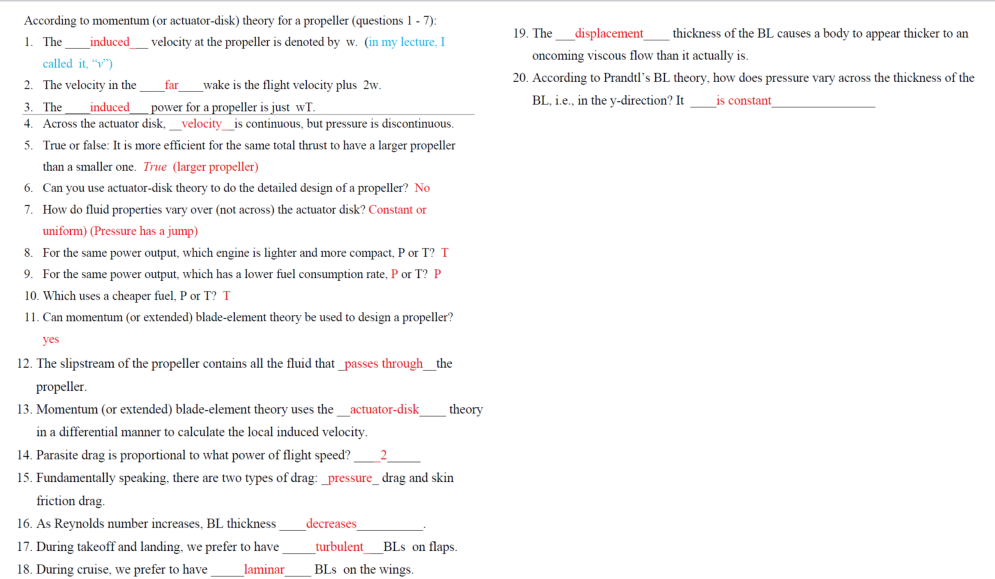 According to momentum (or actuator-disk) theory for a propeller (questions 1 - 7):
1. The ____induced___ velocity at the propeller is denoted by w. (in my lecture, I
called it, “v”)
2. The velocity in the ____far____wake is the flight velocity plus 2w.
3. The ____induced___ power for a propeller is just wT.
4. Across the actuator disk, __velocity__is continuous, but pressure is discontinuous.
5. True or false: It is more efficient for the same total thrust to have a larger propeller
than a smaller one. True (larger propeller)
6. Can you use actuator-disk theory to do the detailed design of a propeller? No
7. How do fluid properties vary over (not across) the actuator disk? Constant or
uniform) (Pressure has a jump)
8. For the same power output, which engine is lighter and more compact, P or T? T
9. For the same power output, which has a lower fuel consumption rate, P or T? P
10. Which uses a cheaper fuel, P or T? T
11. Can momentum (or extended) blade-element theory be used to design a propeller?
yes
12. The slipstream of the propeller contains all the fluid that _passes through__the
propeller.
13. Momentum (or extended) blade-element theory uses the __actuator-disk____ theory
in a differential manner to calculate the local induced velocity.
14. Parasite drag is proportional to what power of flight speed? ____2_____
15. Fundamentally speaking, there are two types of drag: _pressure_ drag and skin
friction drag.
16. As Reynolds number increases, BL thickness ____decreases__________.
17. During takeoff and landing, we prefer to have _____turbulent___BLs on flaps.
18. During cruise, we prefer to have _____laminar____ BLs on the wings.
19. The ___displacement____ thickness of the BL causes a body to appear thicker to an
oncoming viscous flow than it actually is.
20. According to Prandtl’s BL theory, how does pressure vary across the thickness of the
BL, i.e., in the y-direction? It ____is constant________________